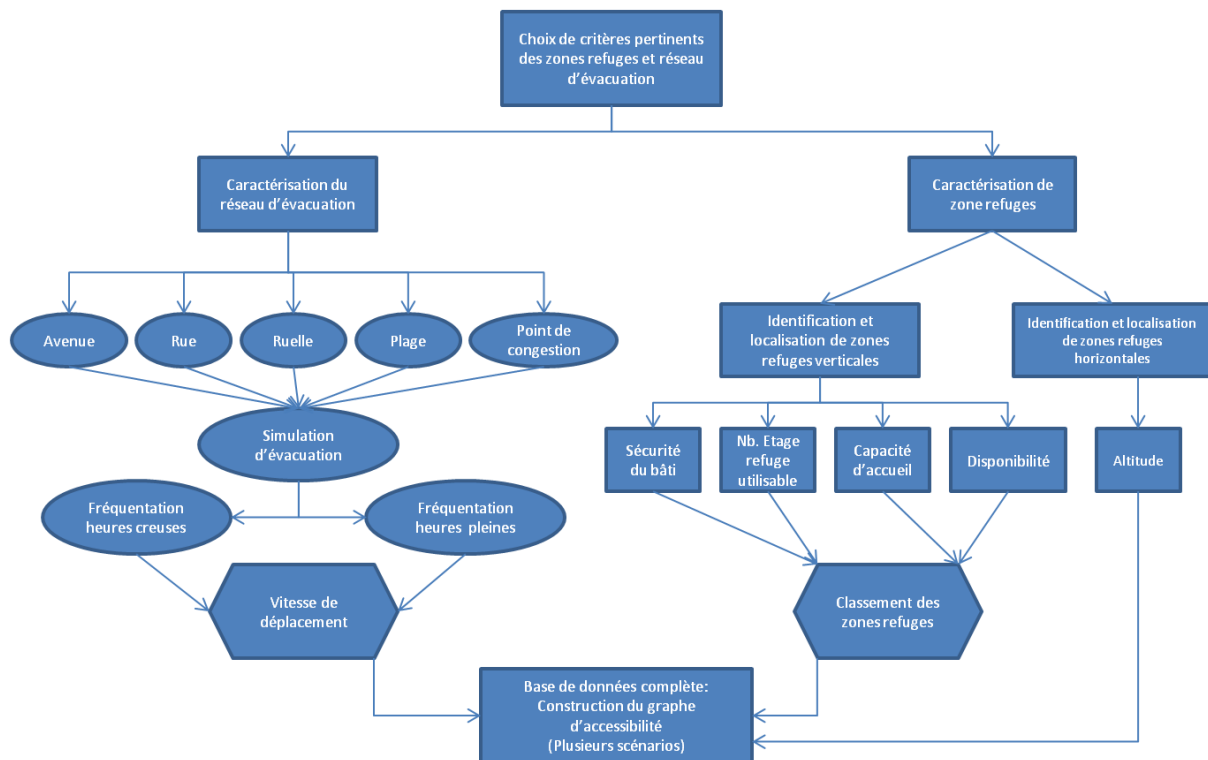 Choix de critères pertinents
des zones refuges et réseau
d’évacuation
Caractérisation du
réseau d’évacuation
Caractérisation de
zone refuges
Avenue
Rue
Ruelle
Plage
Point de
congestion
Identification et
localisation de zones
refuges verticales
Identification et localisation
de zones refuges
horizontales
Simulation
d’évacuation
Sécurité
du bâti
Nb. Etage
refuge
utilisable
Capacité
d’accueil
Disponibilité
Altitude
Fréquentation
heures creuses
Fréquentation
heures pleines
Vitesse de
déplacement
Classement des
zones refuges
Base de données complète:
Construction du graphe
d’accessibilité
(Plusieurs scénarios)